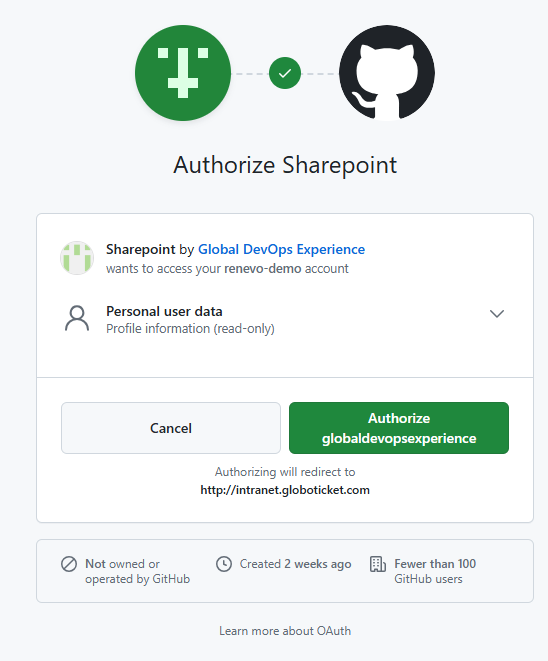 Authorize Sharepoint
Sharepoint by Global DevOps Experience
wants to access your renevo-demo account
Personal user data
Profile information (read-only)
Cancel
Authorize
globaldevopsexperience
Authorizing will redirect to
http://intranet.globoticket.com
Not owned or
operated by GitHub
Created 2 weeks ago
Fewer than 100
GitHub users
Learn more about OAuth